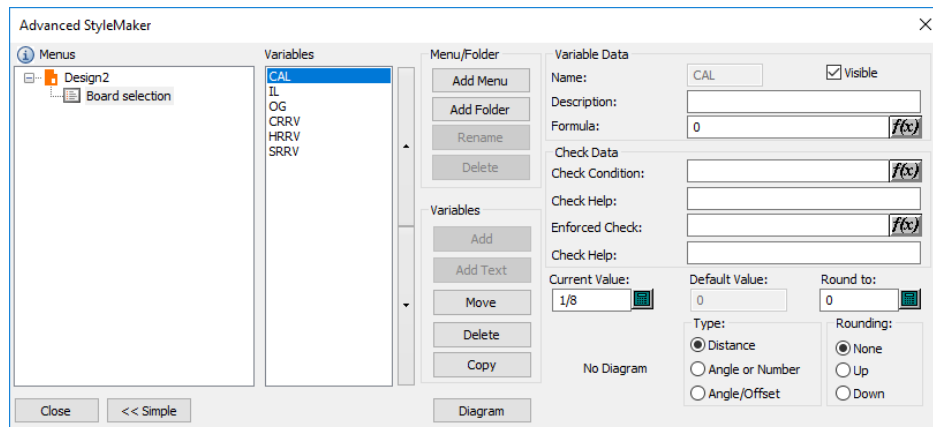 Advanced StyleMaker
Menus
Design2
Board selection
Variables
CAL
IL
OG
CRRV
HRRV
SRRV
Menu/Folder
Add Menu
Add Folder
Rename
Delete
Variables
Add
Add Text
Move
Delete
Copy
Diagram
Variable Data
Name: CAL Visible
Description:
Formula: 0 f(x)
Check Data
Check Condition: f(x)
Check Help:
Enforced Check: f(x)
Check Help:
Current Value: Default Value: Round to:
1/8 0 0
No Diagram
Type:
Distance
Angle or Number
Angle/Offset
Rounding:
None
Up
Down
Close << Simple